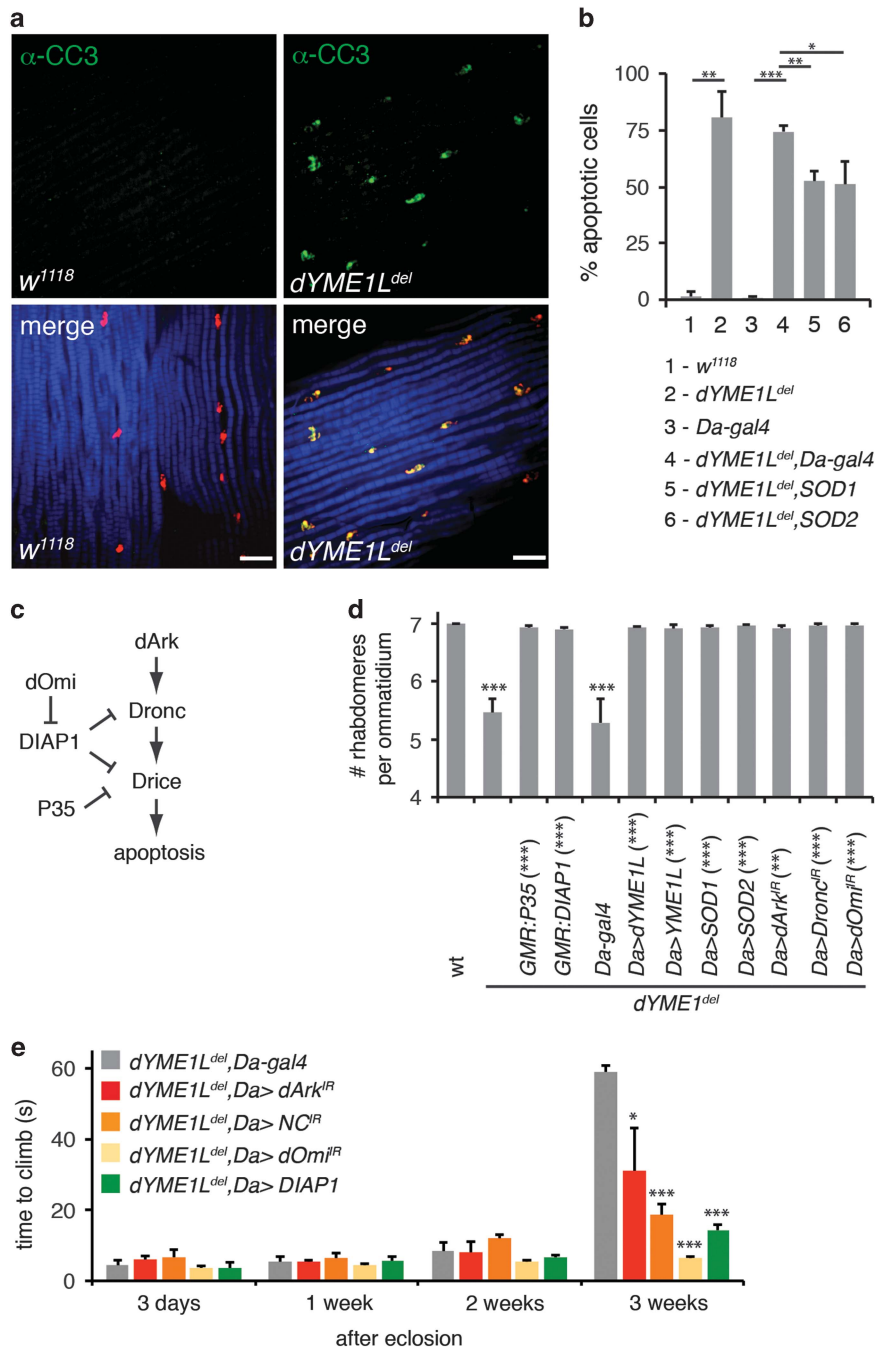 a
α-CC3
α-CC3
w1118
dYME1Ldel
merge
merge
w1118
dYME1Ldel
b
% apoptotic cells
100
75
50
25
0
**
***
**
*
1 2 3 4 5 6
1 - w1118
2 - dYME1Ldel
3 - Da-gal4
4 - dYME1Ldel,Da-gal4
5 - dYME1Ldel,SOD1
6 - dYME1Ldel,SOD2
c
dArk
dOmi
Dronc
DIAP1
Drice
P35
apoptosis
d
# rhabdomeres
per ommatidium
7
6
5
4
***
***
wt
GMR:P35 (***)
GMR:DIAP1 (***)
Da-gal4
Da>dYME1L (***)
Da>YME1L (***)
Da>SOD1 (***)
Da>SOD2 (***)
Da>dArkIR (**)
Da>DroncIR (***)
Da>dOmiIR (***)
dYME1del
e
time to climb (s)
60
40
20
0
dYME1Ldel,Da-gal4
dYME1Ldel,Da> dArkIR
dYME1Ldel,Da> NCIR
dYME1Ldel,Da> dOmiIR
dYME1Ldel,Da> DIAP1
*
***
***
***
3 days
1 week
2 weeks
3 weeks
after eclosion